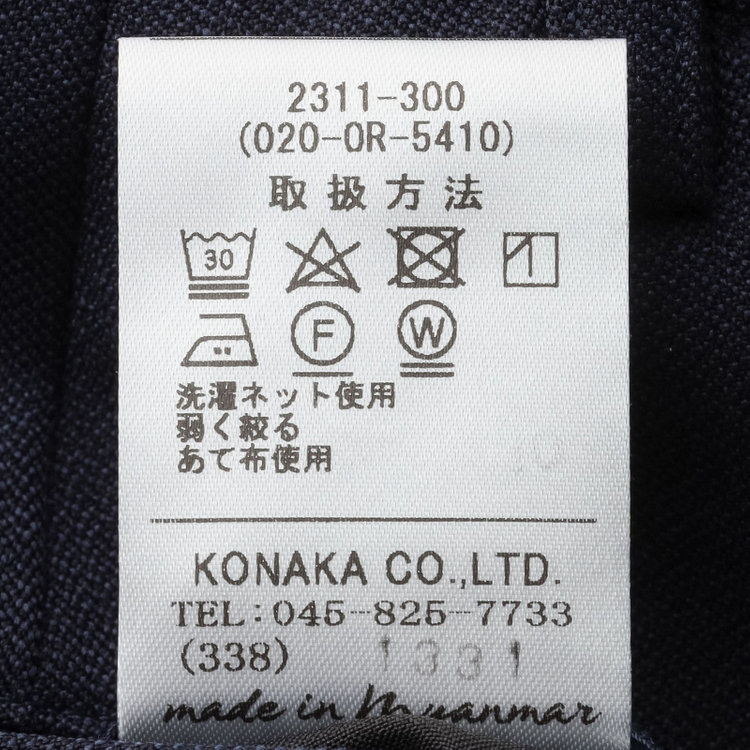 2311-300
(020-0R-5410)
取扱方法
30
F W
洗濯ネット使用
弱く絞る
あて布使用
KONAKA CO.,LTD.
TEL:045-825-7733
(338) 1331
made in Myanmar